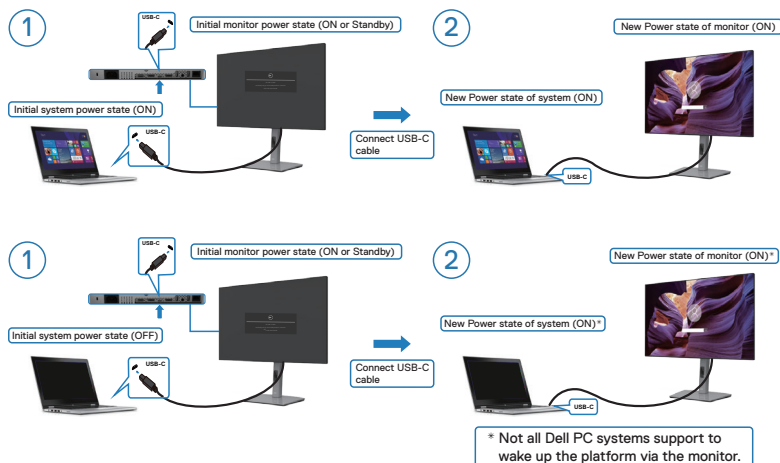 1
USB-C
Initial monitor power state (ON or Standby)
2
New Power state of monitor (ON)
Initial system power state (ON)
USB-C
New Power state of system (ON)
Connect USB-C
cable
USB-C
1
USB-C
Initial monitor power state (ON or Standby)
2
New Power state of monitor (ON)*
Initial system power state (OFF)
USB-C
New Power state of system (ON)*
Connect USB-C
cable
USB-C
* Not all Dell PC systems support to
wake up the platform via the monitor.